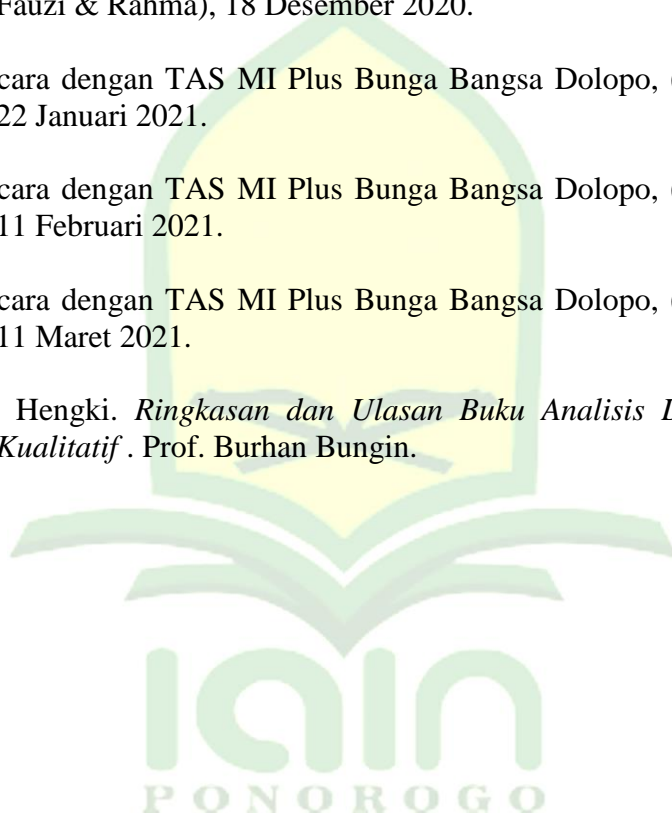 Fauzi & Rahma), 18 Desember 2020.
cara dengan TAS MI Plus Bunga Bangsa Dolopo, (
22 Januari 2021.
cara dengan TAS MI Plus Bunga Bangsa Dolopo, (
11 Februari 2021.
cara dengan TAS MI Plus Bunga Bangsa Dolopo, (
11 Maret 2021.
Hengki. Ringkasan dan Ulasan Buku Analisis
Kualitatif . Prof. Burhan Bungin.
iain
PONOROGO